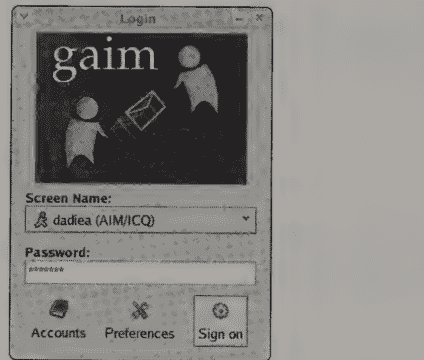 Login
gaim
Screen Name:
dadiea (AIM/ICQ)
Password:
*******
Accounts Preferences Sign on